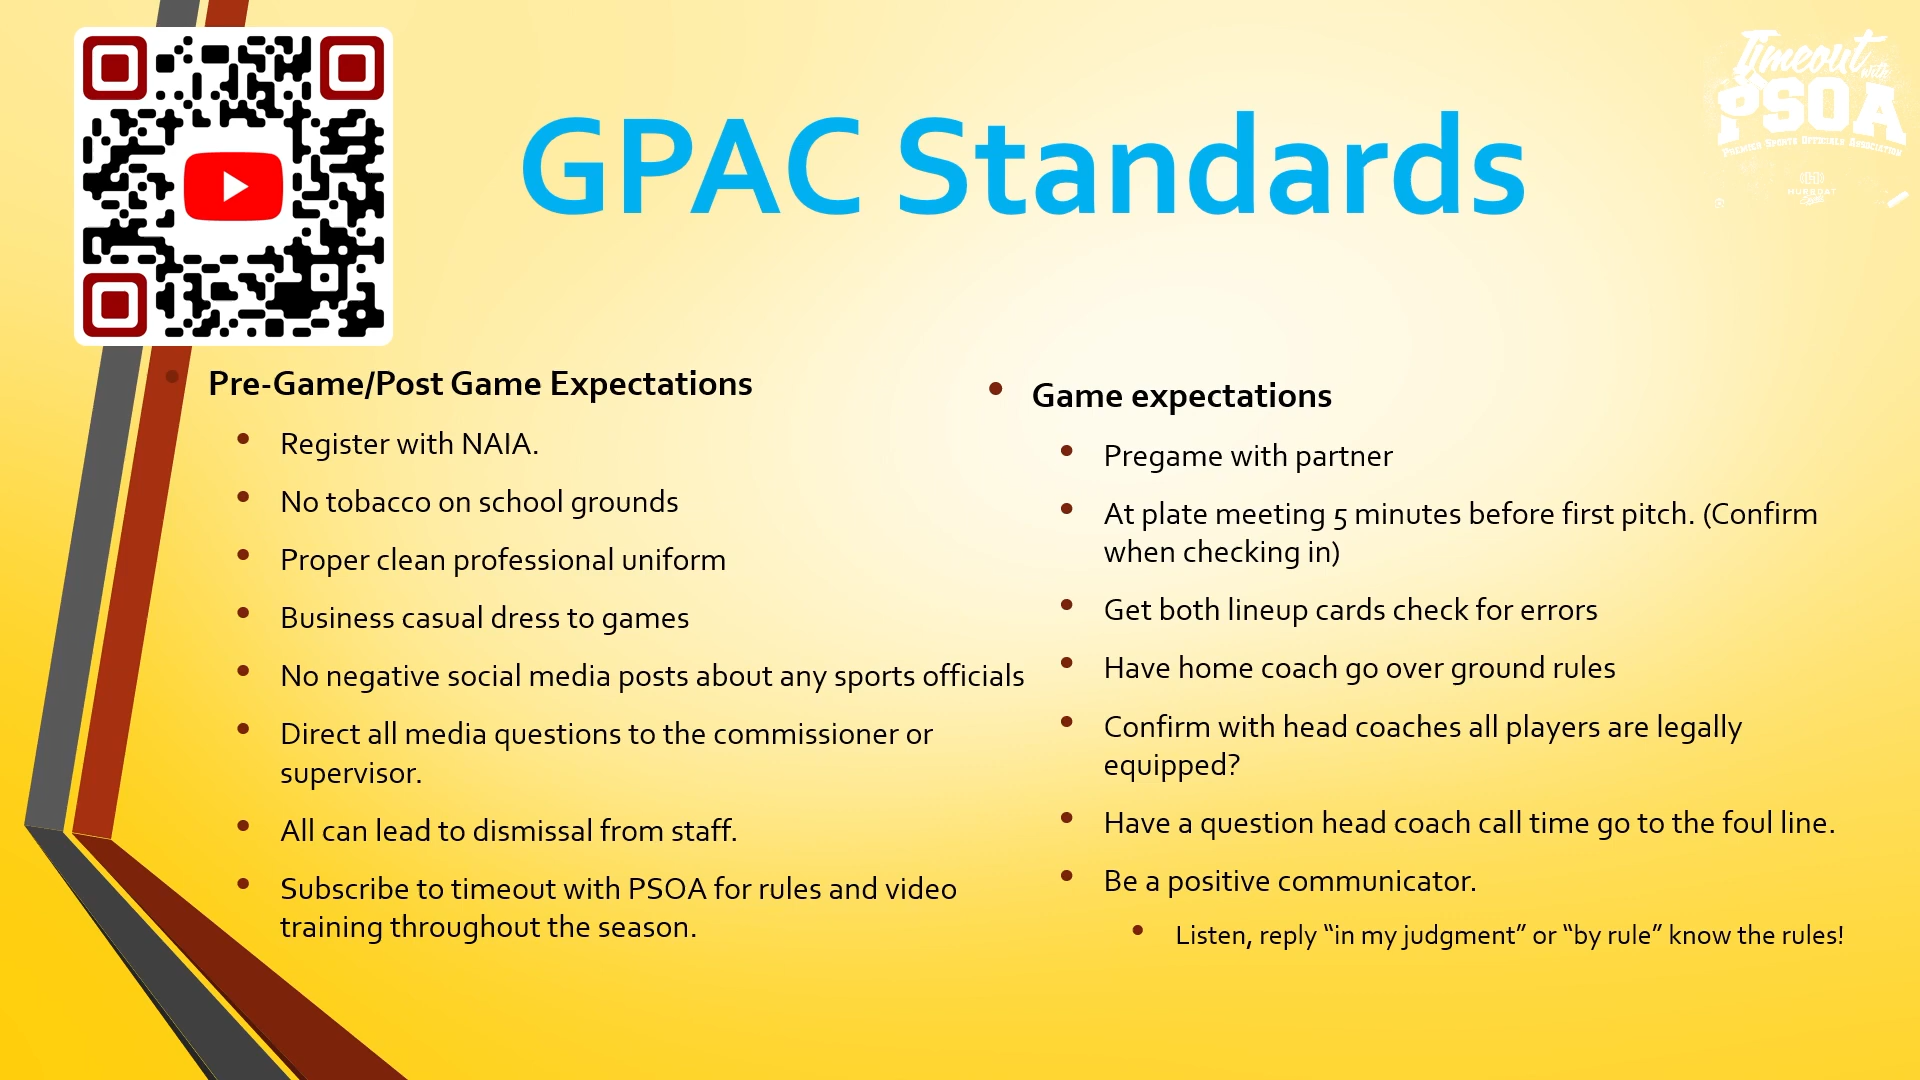 Timeout with
PSOA
Premier Sports Officials Association
GPAC Standards
Pre-Game/Post Game Expectations
Register with NAIA.
No tobacco on school grounds
Proper clean professional uniform
Business casual dress to games
No negative social media posts about any sports officials
Direct all media questions to the commissioner or
supervisor.
All can lead to dismissal from staff.
Subscribe to timeout with PSOA for rules and video
training throughout the season.
Game expectations
Pregame with partner
At plate meeting 5 minutes before first pitch. (Confirm
when checking in)
Get both lineup cards check for errors
Have home coach go over ground rules
Confirm with head coaches all players are legally
equipped?
Have a question head coach call time go to the foul line.
Be a positive communicator.
Listen, reply “in my judgment” or “by rule” know the rules!